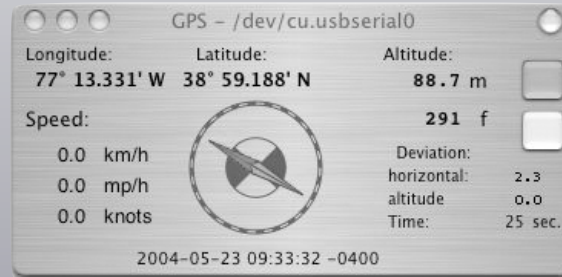 GPS - /dev/cu.usbserial0
Longitude: Latitude: Altitude:
77° 13.331' W 38° 59.188' N 88.7 m
Speed: 291 f
0.0 km/h
0.0 mp/h
0.0 knots
Deviation:
horizontal: 2.3
altitude 0.0
Time: 25 sec.
2004-05-23 09:33:32 -0400